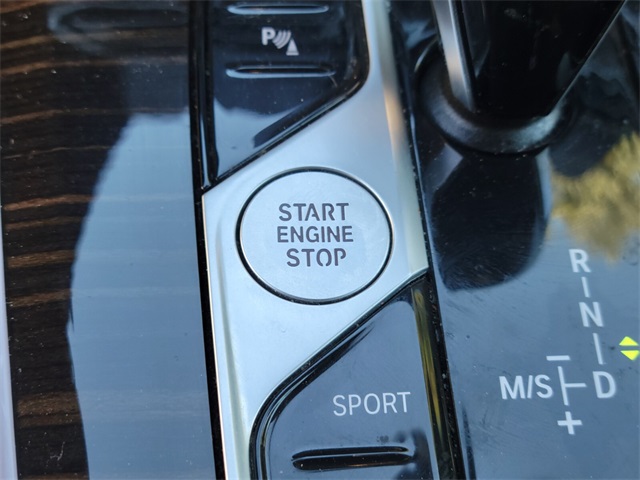 P
START
ENGINE
STOP
SPORT
R
N
M/S D
+